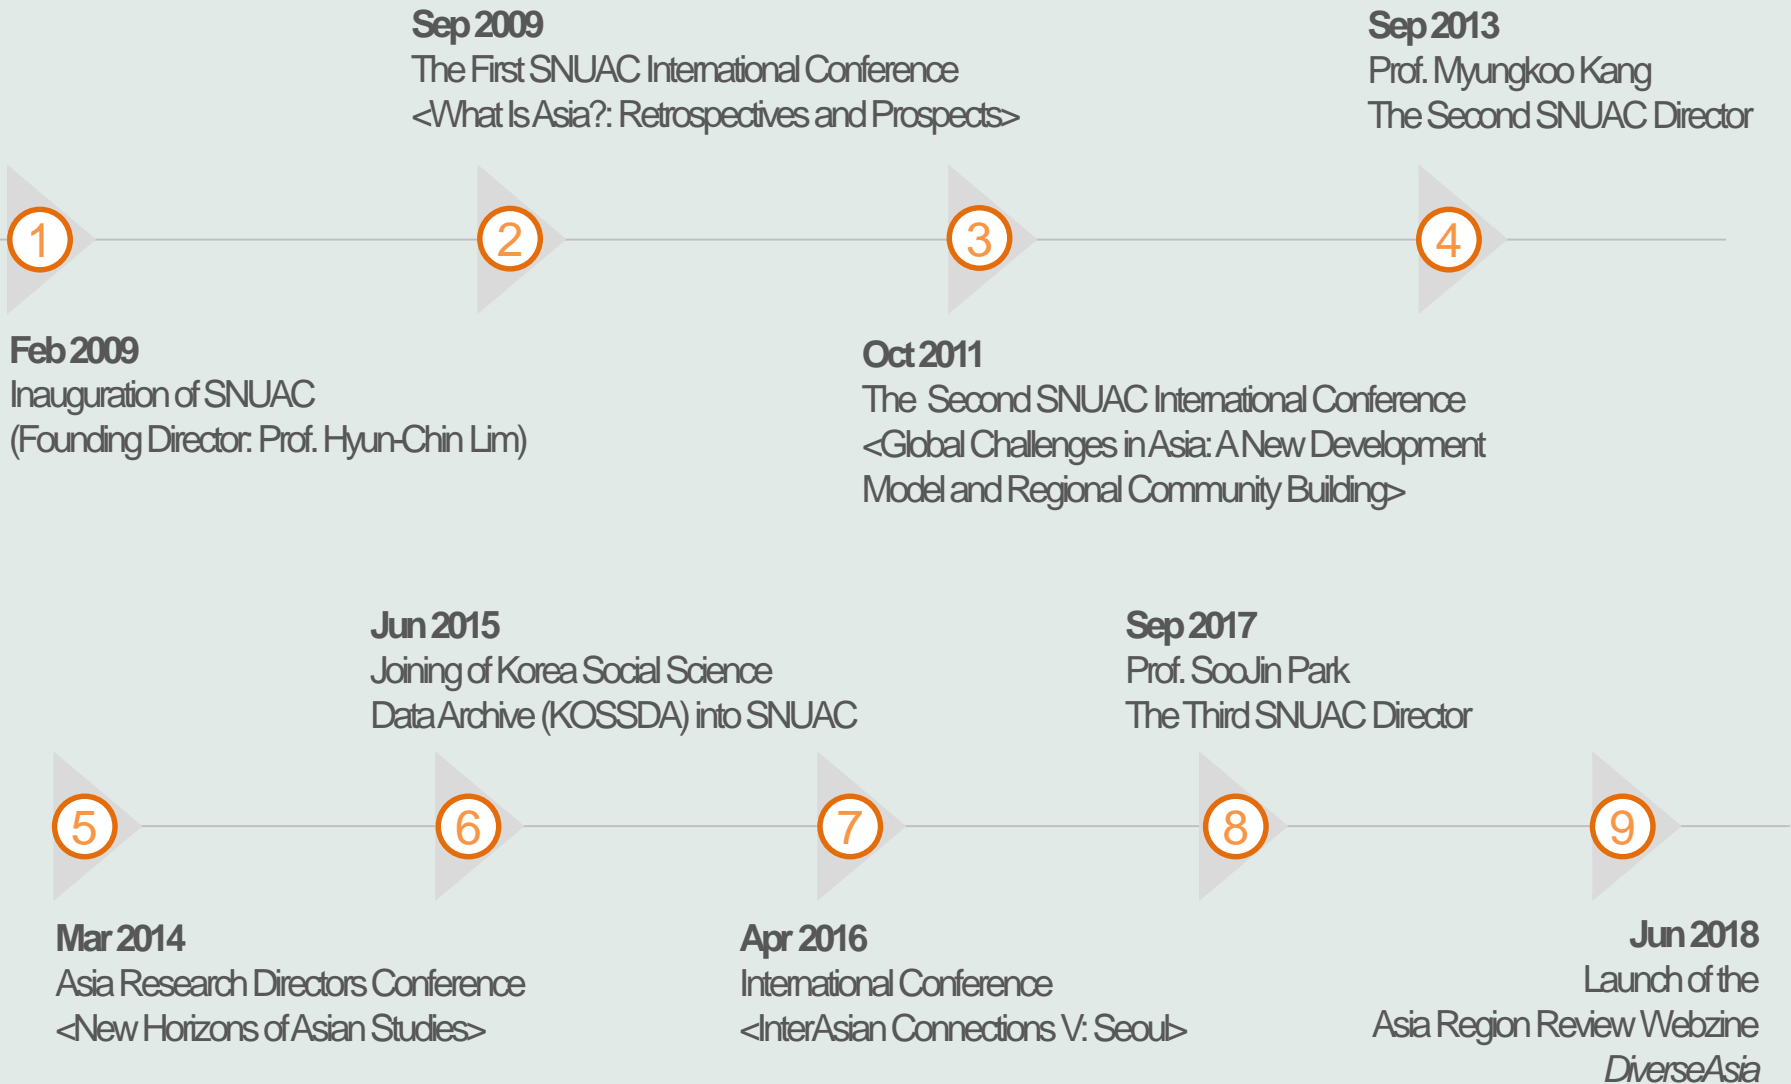 Sep 2009
The First SNUAC International Conference
<What Is Asia?: Retrospectives and Prospects>
Sep 2013
Prof. Myungkoo Kang
The Second SNUAC Director
1
2
3
4
Feb 2009
Inauguration of SNUAC
(Founding Director: Prof. Hyun-Chin Lim)
Oct 2011
The Second SNUAC International Conference
<Global Challenges in Asia: A New Development
Model and Regional Community Building>
Jun 2015
Joining of Korea Social Science
Data Archive (KOSSDA) into SNUAC
Sep 2017
Prof. SooJin Park
The Third SNUAC Director
5
6
7
8
9
Mar 2014
Asia Research Directors Conference
<New Horizons of Asian Studies>
Apr 2016
International Conference
<InterAsian Connections V: Seoul>
Jun 2018
Launch of the
Asia Region Review Webzine
DiverseAsia